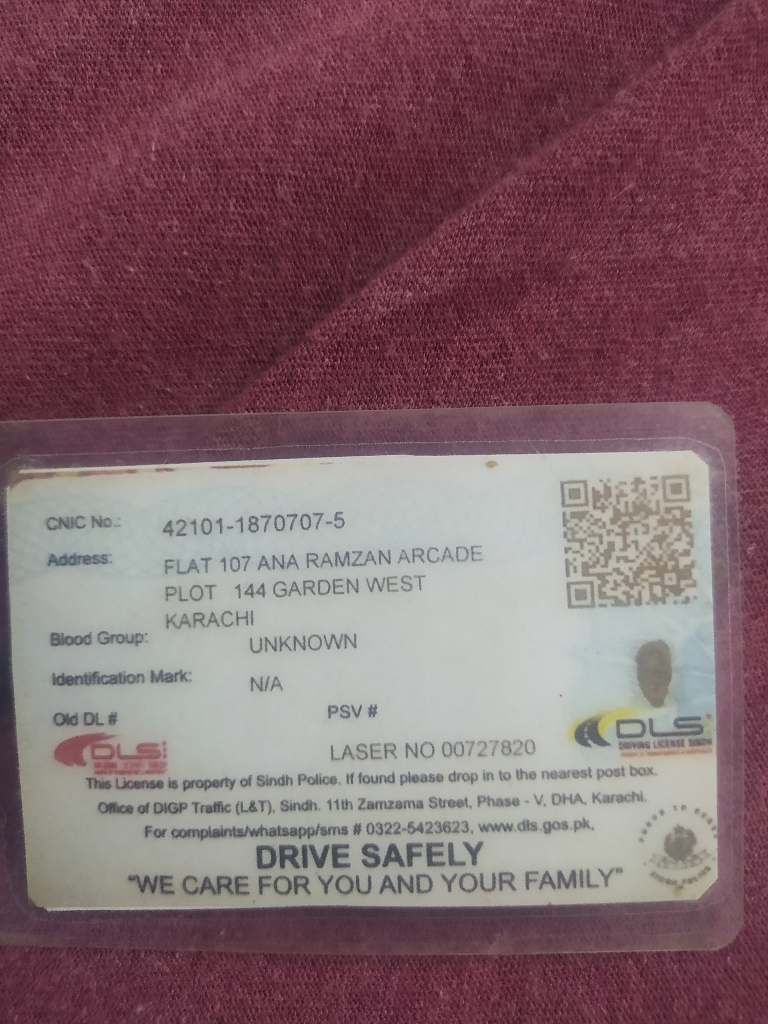 CNIC No.: 42101-1870707-5
Address: FLAT 107 ANA RAMZAN ARCADE
PLOT 144 GARDEN WEST
KARACHI
Blood Group: UNKNOWN
Identification Mark: N/A
Old DL # PSV #
DLS
DRIVING LICENSE SINDH
DLS
LASER NO 00727820
This License is property of Sindh Police. If found please drop in to the nearest post box.
Office of DIGP Traffic (L&T), Sindh. 11th Zamzama Street, Phase - V, DHA, Karachi.
For complaints/whatsapp/sms # 0322-5423623, www.dls.gos.pk,
DRIVE SAFELY
"WE CARE FOR YOU AND YOUR FAMILY"